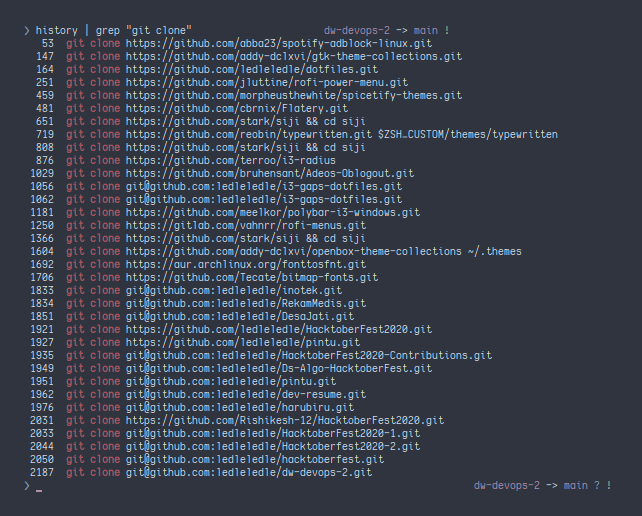 ❯ history | grep "git clone" dw-devops-2 -> main !
53 git clone https://github.com/abba23/spotify-adblock-linux.git
147 git clone https://github.com/addy-dclxvi/gtk-theme-collections.git
164 git clone https://github.com/ledleledle/dotfiles.git
251 git clone https://github.com/jluttine/rofi-power-menu.git
459 git clone https://github.com/morpheusthewhite/spicetify-themes.git
481 git clone https://github.com/cbrnix/Flatery.git
651 git clone https://github.com/stark/siji && cd siji
719 git clone https://github.com/reobin/typewritten.git $ZSH_CUSTOM/themes/typewritten
808 git clone https://github.com/stark/siji && cd siji
876 git clone https://github.com/terroo/i3-radius
1029 git clone https://github.com/bruhensant/Adeos-Oblogout.git
1056 git clone git@github.com:ledleledle/i3-gaps-dotfiles.git
1062 git clone git@github.com:ledleledle/i3-gaps-dotfiles.git
1181 git clone https://github.com/meelkor/polybar-i3-windows.git
1250 git clone https://gitlab.com/vahnrr/rofi-menus.git
1366 git clone https://github.com/stark/siji && cd siji
1604 git clone https://github.com/addy-dclxvi/openbox-theme-collections ~/.themes
1692 git clone https://aur.archlinux.org/fonttosfnt.git
1706 git clone https://github.com/Tecate/bitmap-fonts.git
1833 git clone git@github.com:ledleledle/inotek.git
1834 git clone git@github.com:ledleledle/RekamMedis.git
1851 git clone git@github.com:ledleledle/DesaJati.git
1921 git clone https://github.com/ledleledle/HacktoberFest2020.git
1927 git clone https://github.com/ledleledle/pintu.git
1935 git clone git@github.com:ledleledle/HacktoberFest2020-Contributions.git
1949 git clone git@github.com:ledleledle/Ds-Algo-HacktoberFest.git
1951 git clone git@github.com:ledleledle/pintu.git
1962 git clone git@github.com:ledleledle/dev-resume.git
1976 git clone git@github.com:ledleledle/harubiru.git
2031 git clone https://github.com/Rishikesh-12/HacktoberFest2020.git
2033 git clone git@github.com:ledleledle/HacktoberFest2020-1.git
2044 git clone git@github.com:ledleledle/HacktoberFest2020-2.git
2050 git clone git@github.com:ledleledle/hacktoberfest.git
2187 git clone git@github.com:ledleledle/dw-devops-2.git
❯ _ dw-devops-2 -> main ? !